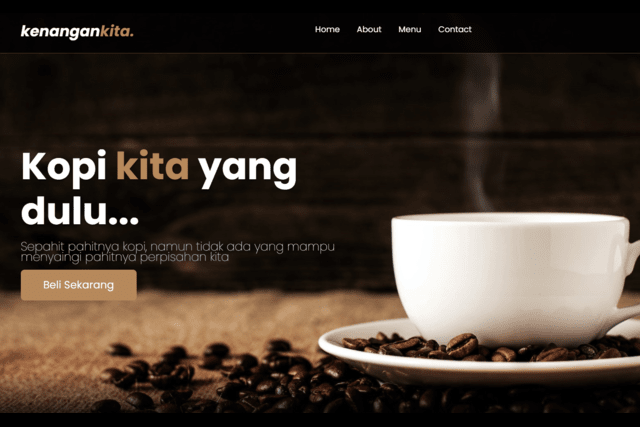 kenangankita.
Home About Menu Contact
Kopi kita yang
dulu...
Sepahit pahitnya kopi, namun tidak ada yang mampu
menyaingi pahitnya perpisahan kita
Beli Sekarang